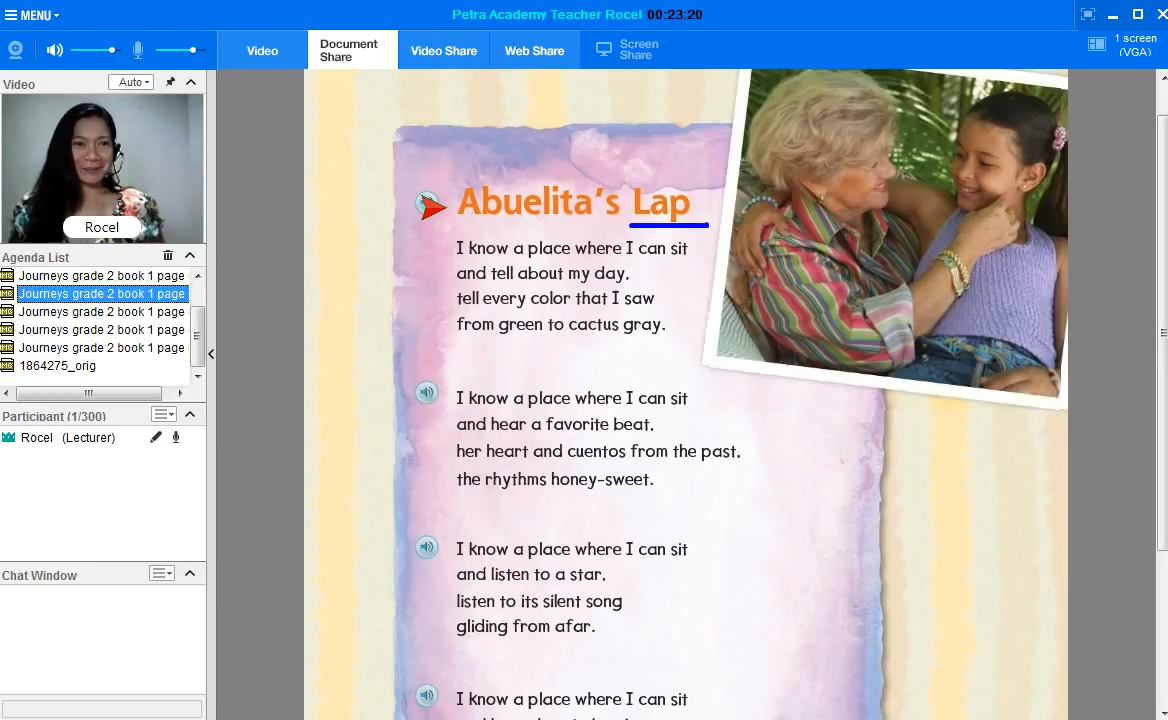 MENU
Petra Academy Teacher Rocel 00:23:20
Video
Document Share
Video Share
Web Share
Screen Share
1 screen (VGA)
Video
Auto
Rocel
Agenda List
Journeys grade 2 book 1 page
Journeys grade 2 book 1 page
Journeys grade 2 book 1 page
Journeys grade 2 book 1 page
Journeys grade 2 book 1 page
1864275_orig
Participant (1/300)
Rocel (Lecturer)
Chat Window
Abuelita's Lap
I know a place where I can sit
and tell about my day,
tell every color that I saw
from green to cactus gray.
I know a place where I can sit
and hear a favorite beat,
her heart and cuentos from the past,
the rhythms honey-sweet.
I know a place where I can sit
and listen to a star,
listen to its silent song
gliding from afar.
I know a place where I can sit